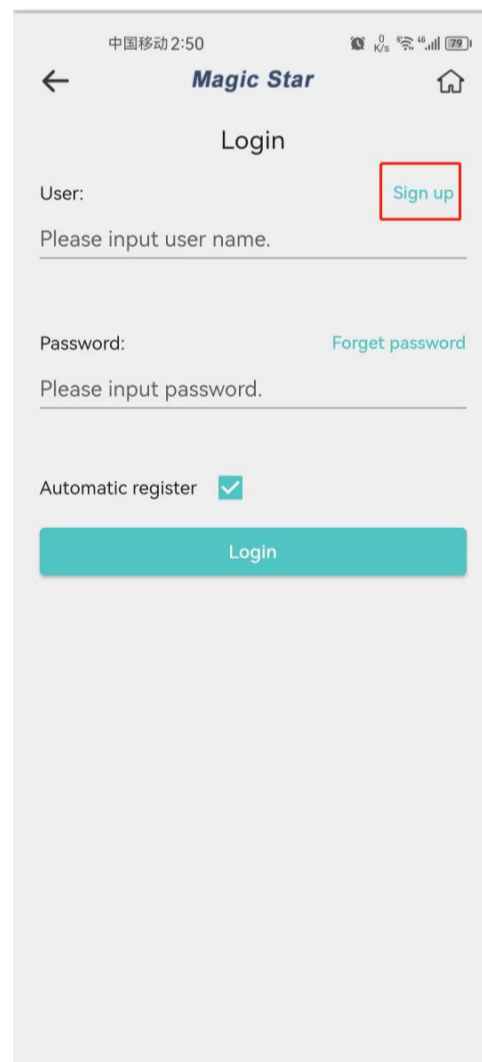 中国移动 2:50 0 K/s 46 79
Magic Star
Login
User: Sign up
Please input user name.
Password: Forget password
Please input password.
Automatic register
Login